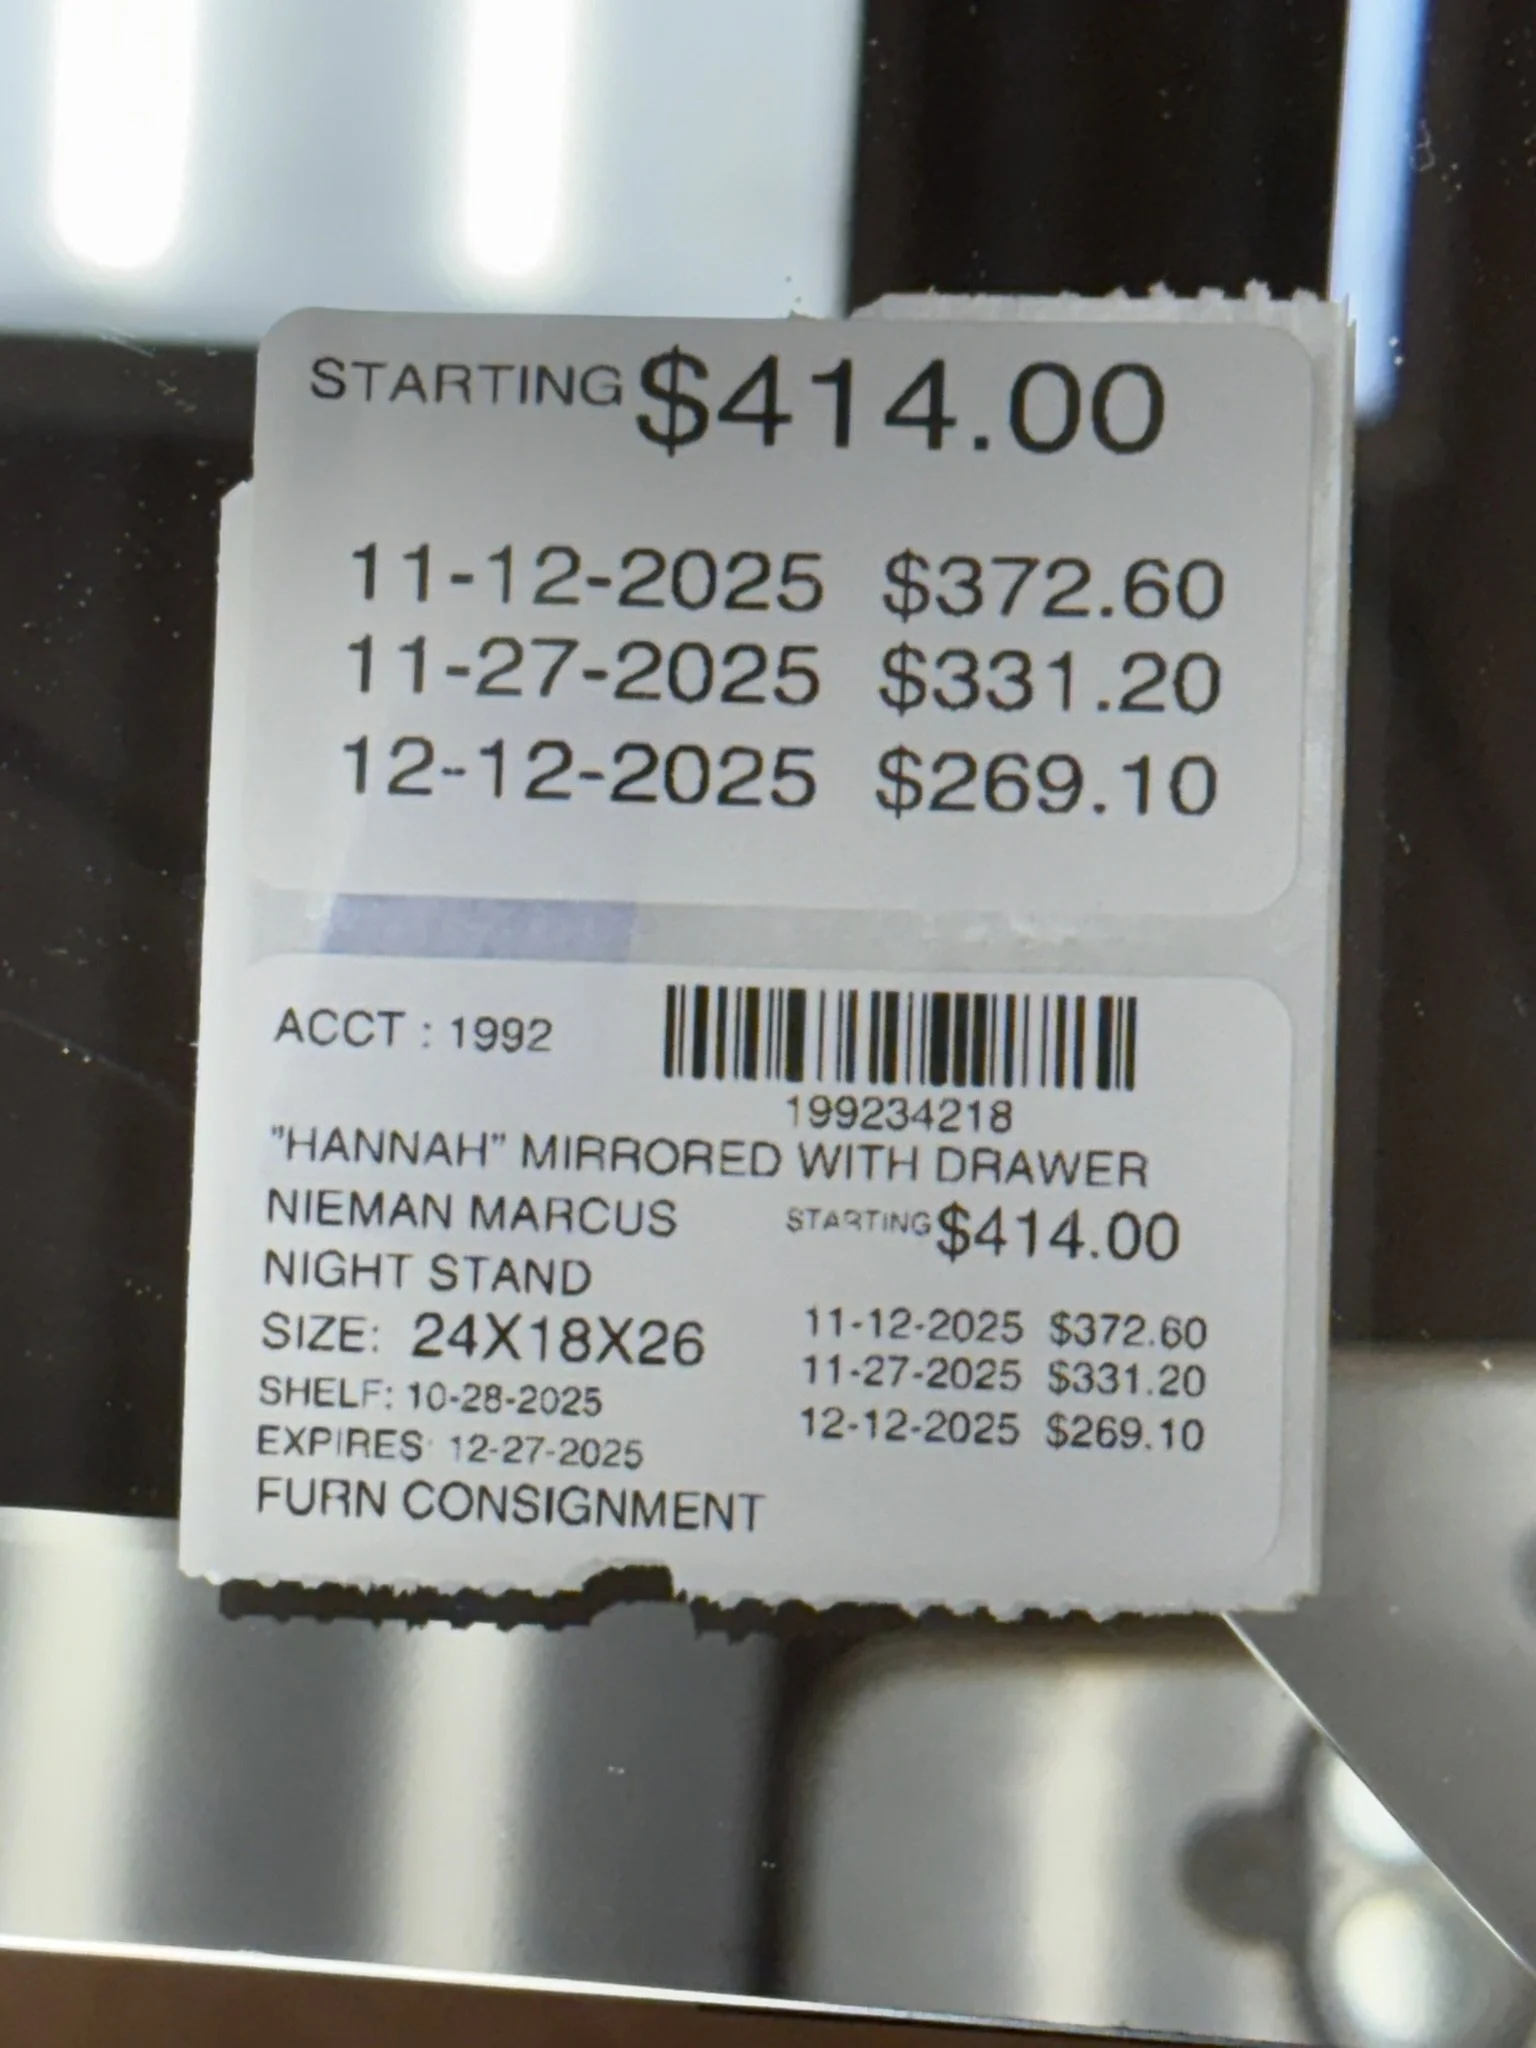 STARTING $414.00
11-12-2025 $372.60
11-27-2025 $331.20
12-12-2025 $269.10
ACCT : 1992
199234218
"HANNAH" MIRRORED WITH DRAWER
NIEMAN MARCUS
STARTING $414.00
NIGHT STAND
SIZE: 24X18X26
11-12-2025 $372.60
SHELF: 10-28-2025
11-27-2025 $331.20
EXPIRES: 12-27-2025
12-12-2025 $269.10
FURN CONSIGNMENT